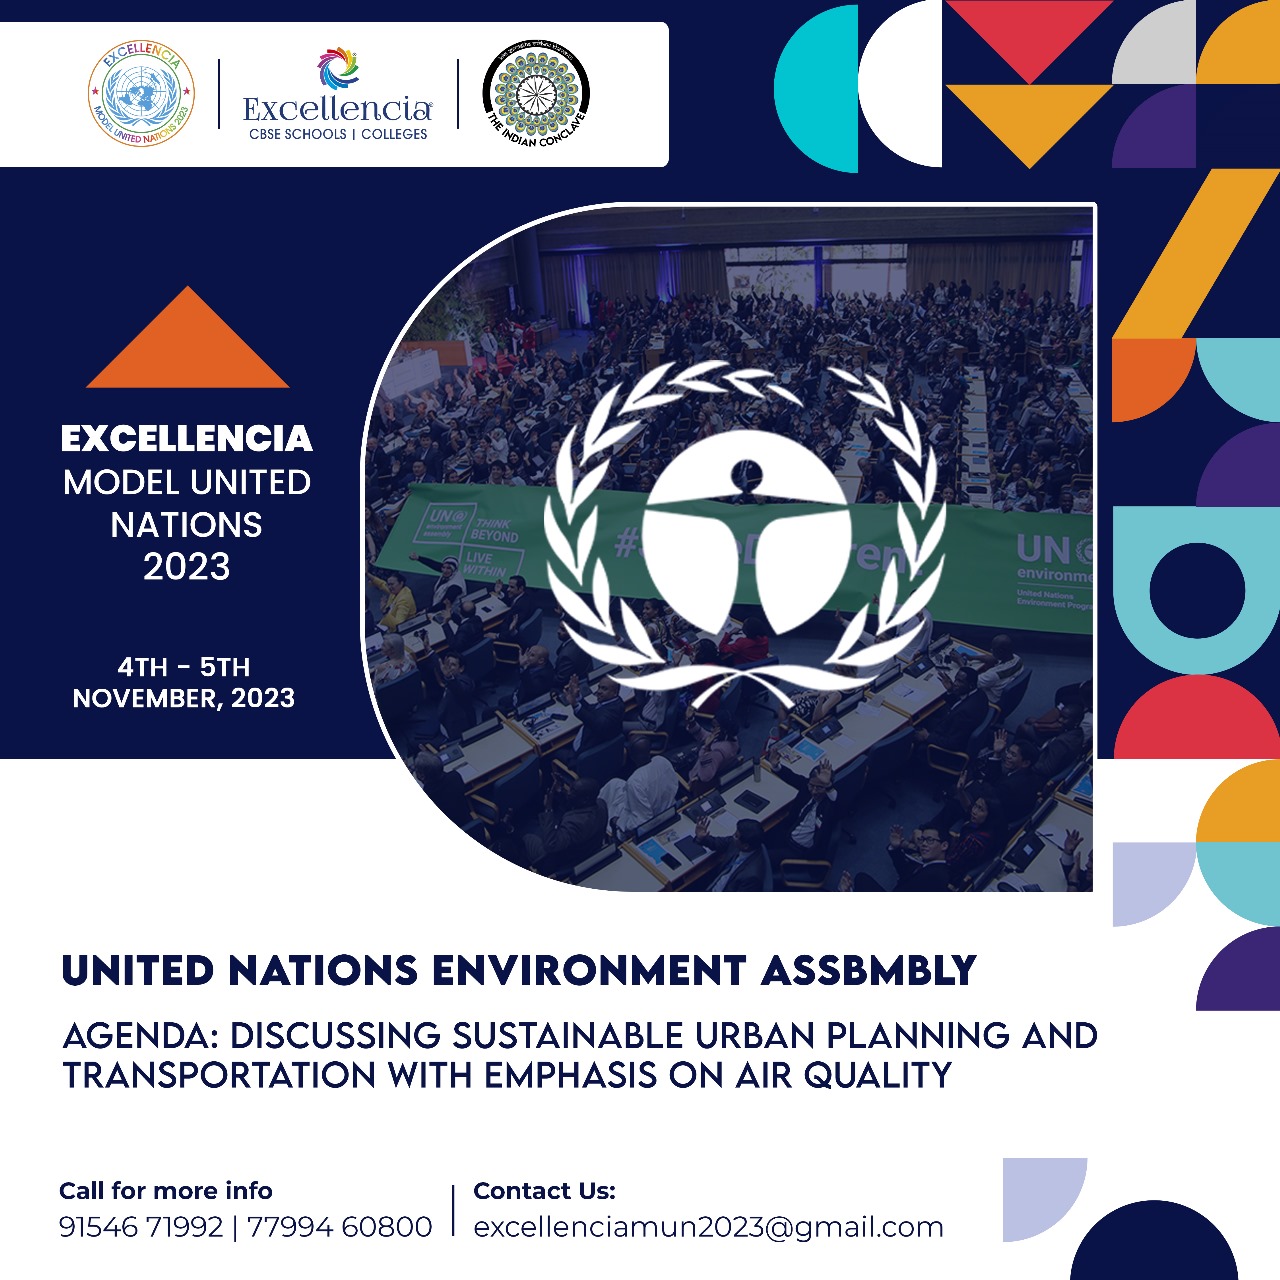 EXCELLENCIA
MODEL UNITED NATIONS 2023
Excellencia
CBSE SCHOOLS | COLLEGES
THE INDIAN CONCLAVE
EXCELLENCIA
MODEL UNITED
NATIONS
2023
4TH – 5TH
NOVEMBER, 2023
UN
environment
assembly
THINK
BEYOND
LIVE
WITHIN
UN
environme
United Nations
Environment Progra
UNITED NATIONS ENVIRONMENT ASSBMBLY
AGENDA: DISCUSSING SUSTAINABLE URBAN PLANNING AND
TRANSPORTATION WITH EMPHASIS ON AIR QUALITY
Call for more info
91546 71992 | 77994 60800
Contact Us:
excellenciamun2023@gmail.com